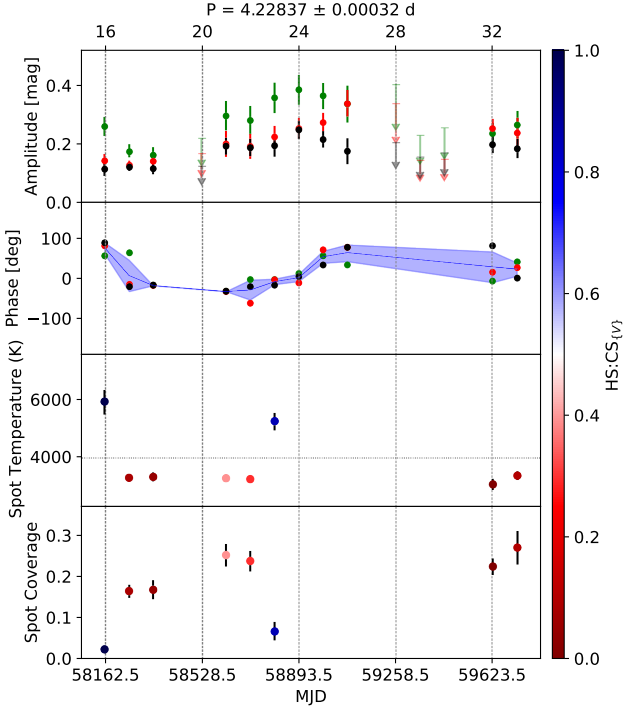 P = 4.22837 ± 0.00032 d
16 20 24 28 32
Amplitude [mag]
0.4
0.2
0.0
Phase [deg]
100
0
−100
Spot Temperature (K)
6000
4000
Spot Coverage
0.3
0.2
0.1
0.0
58162.5 58528.5 58893.5 59258.5 59623.5
MJD
1.0
0.8
0.6
0.4
0.2
0.0
HS:CS{V}